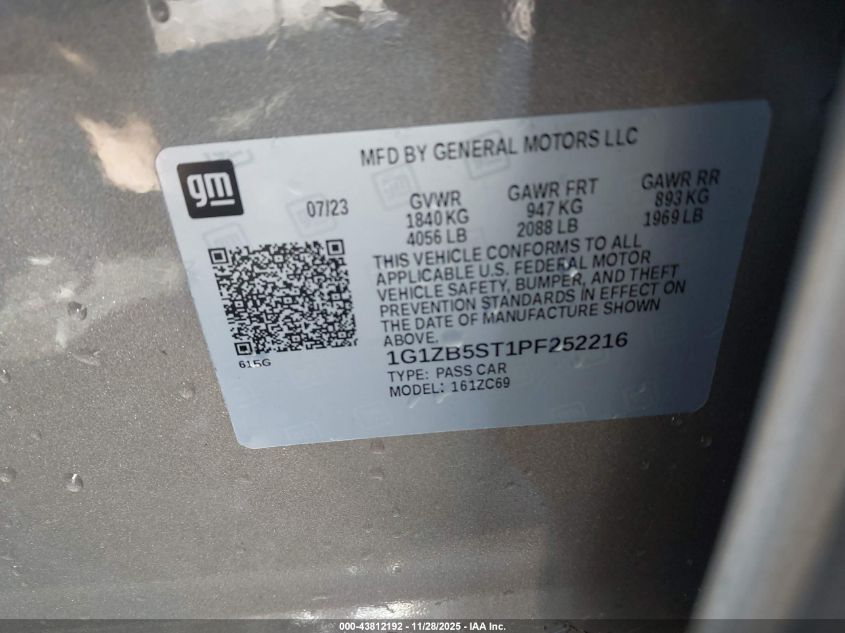 MFD BY GENERAL MOTORS LLC
gm
07/23
GVWR
1840 KG
4056 LB
GAWR FRT
947 KG
2088 LB
GAWR RR
893 KG
1969 LB
THIS VEHICLE CONFORMS TO ALL
APPLICABLE U.S. FEDERAL MOTOR
VEHICLE SAFETY, BUMPER, AND THEFT
PREVENTION STANDARDS IN EFFECT ON
THE DATE OF MANUFACTURE SHOWN
ABOVE.
615G
1G1ZB5ST1PF252216
TYPE: PASS CAR
MODEL: 161ZC69
000-43812192 - 11/28/2025 - IAA Inc.